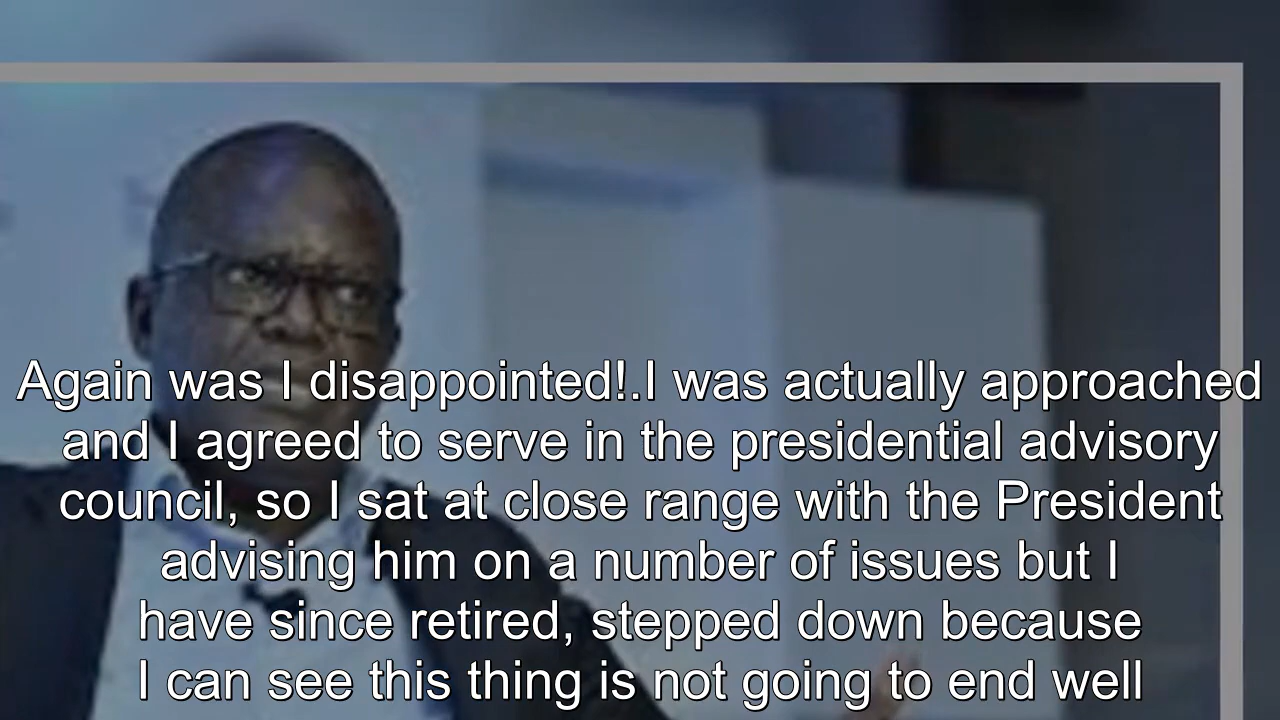 Again was I disappointed!.I was actually approached
and I agreed to serve in the presidential advisory
council, so I sat at close range with the President
advising him on a number of issues but I
have since retired, stepped down because
I can see this thing is not going to end well